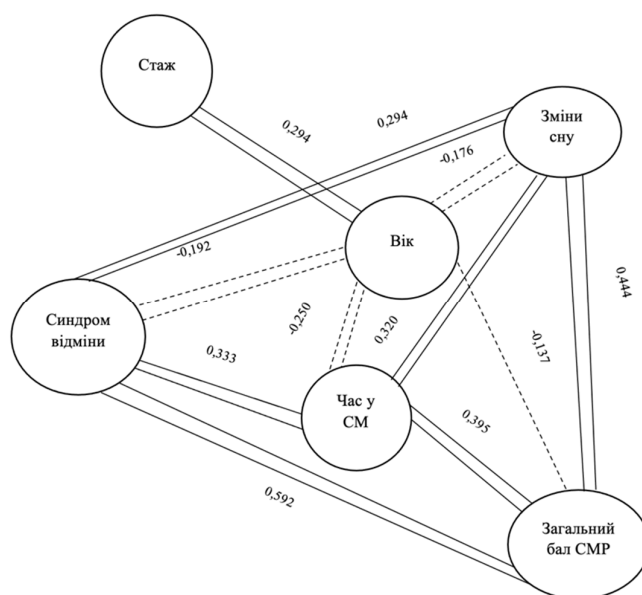 Стаж
0,294
0,294
Зміни
сну
-0,176
Вік
-0,192
Синдром
відміни
-0,250
0,320
0,444
0,333
-0,137
Час у
СМ
0,395
0,592
Загальний
бал СМР